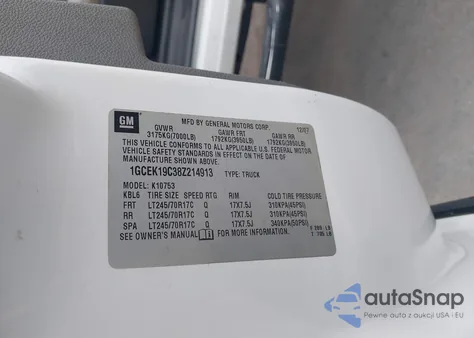 GM
MFD BY GENERAL MOTORS CORP 12/07
GVWR GAWR FRT GAWR RR
3175KG(7000LB) 1792KG(3950LB) 1792KG(3950LB)
THIS VEHICLE CONFORMS TO ALL APPLICABLE U.S.
FEDERAL MOTOR VEHICLE SAFETY STANDARDS IN
EFFECT ON THE DATE OF MANUFACTURE SHOWN ABOVE.
1GCEK19C38Z214913 TYPE: TRUCK
MODEL: K10753
KBL6 TIRE SIZE SPEED RTG RIM COLD TIRE PRESSURE
FRT LT245/70R17C Q 17X7.5J 310KPA(45PSI)
RR LT245/70R17C Q 17X7.5J 310KPA(45PSI)
SPA LT245/70R17C Q 17X7.5J 340KPA(50PSI)
SEE OWNER'S MANUAL FOR MORE INFORMATION.
autoSnap
Pewne auta z USA i EU